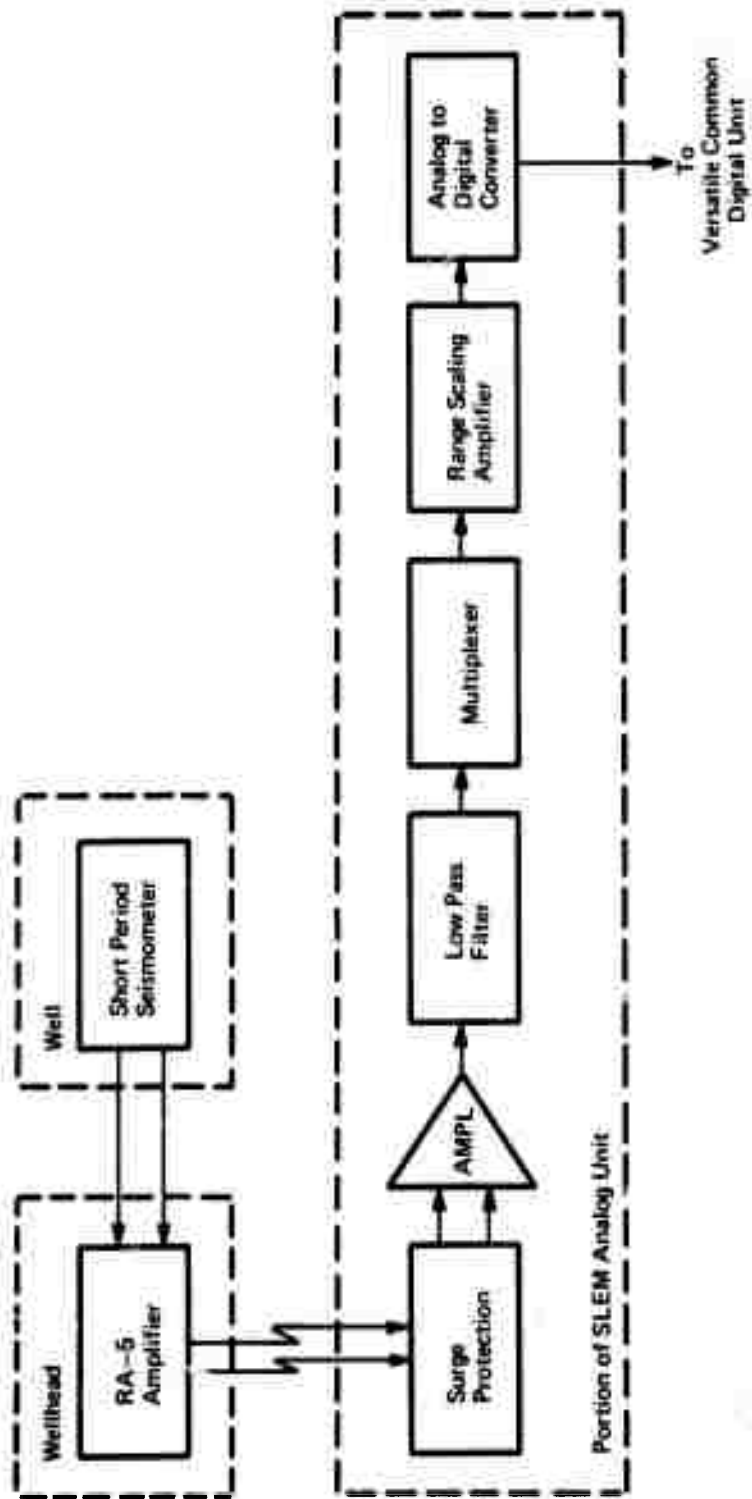 Wellhead
RA-5
Amplifier
Well
Short Period
Seismometer
Surge
Protection
AMPL
Low Pass
Filter
Multiplexer
Range Scaling
Amplifier
Analog to
Digital
Converter
Portion of SLEM Analog Unit
To
Versatile Common
Digital Unit